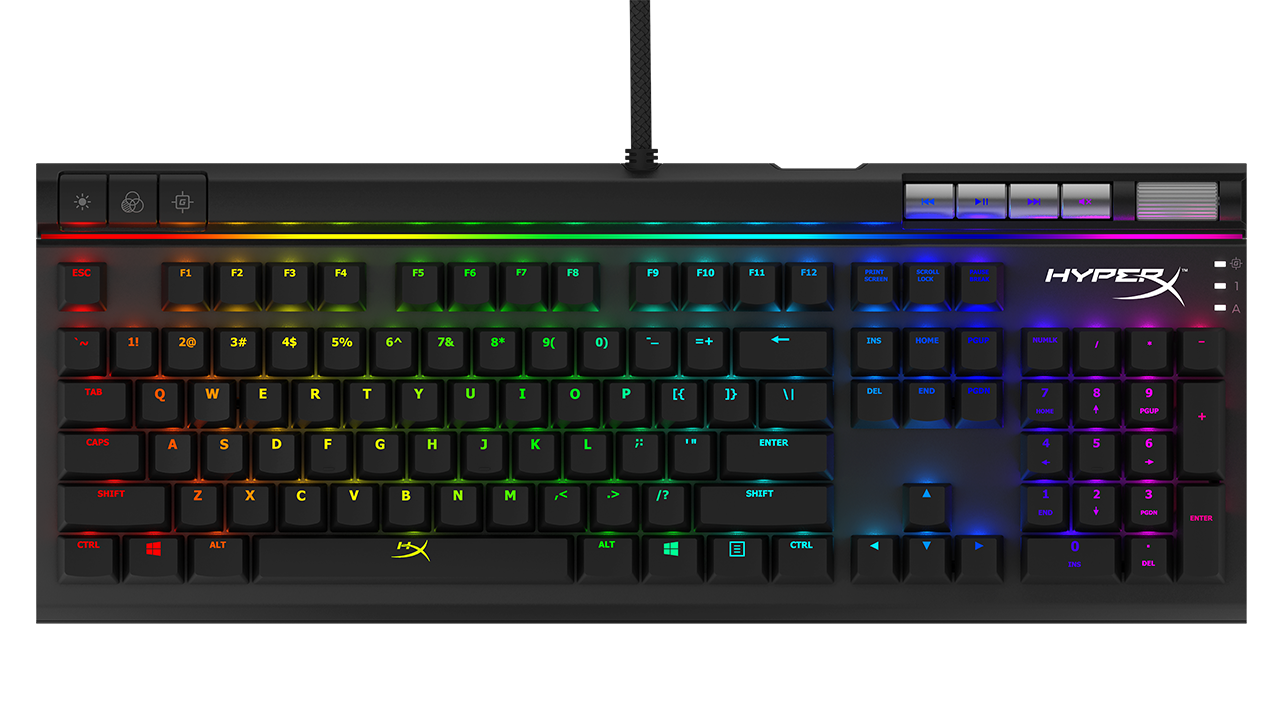 ESC F1 F2 F3 F4 F5 F6 F7 F8 F9 F10 F11 F12 PRINT SCREEN SCROLL LOCK
HYPERX™
1
A
`~ 1! 2@ 3# 4$ 5% 6^ 7& 8* 9( 0) -_ =+ ← INS HOME NUMLK / * -
TAB Q W E R T Y U I O P [{ ]} \| DEL END 7 HOME 8 ↑ 9 PGUP +
CAPS A S D F G H J K L ;: '" ENTER 4 ← 5 6 →
SHIFT Z X C V B N M ,< .> /? SHIFT ▲ 1 END 2 ↓ 3 PGDN ENTER
CTRL ALT HX ALT CTRL ◄ ▼ ► 0 INS . DEL